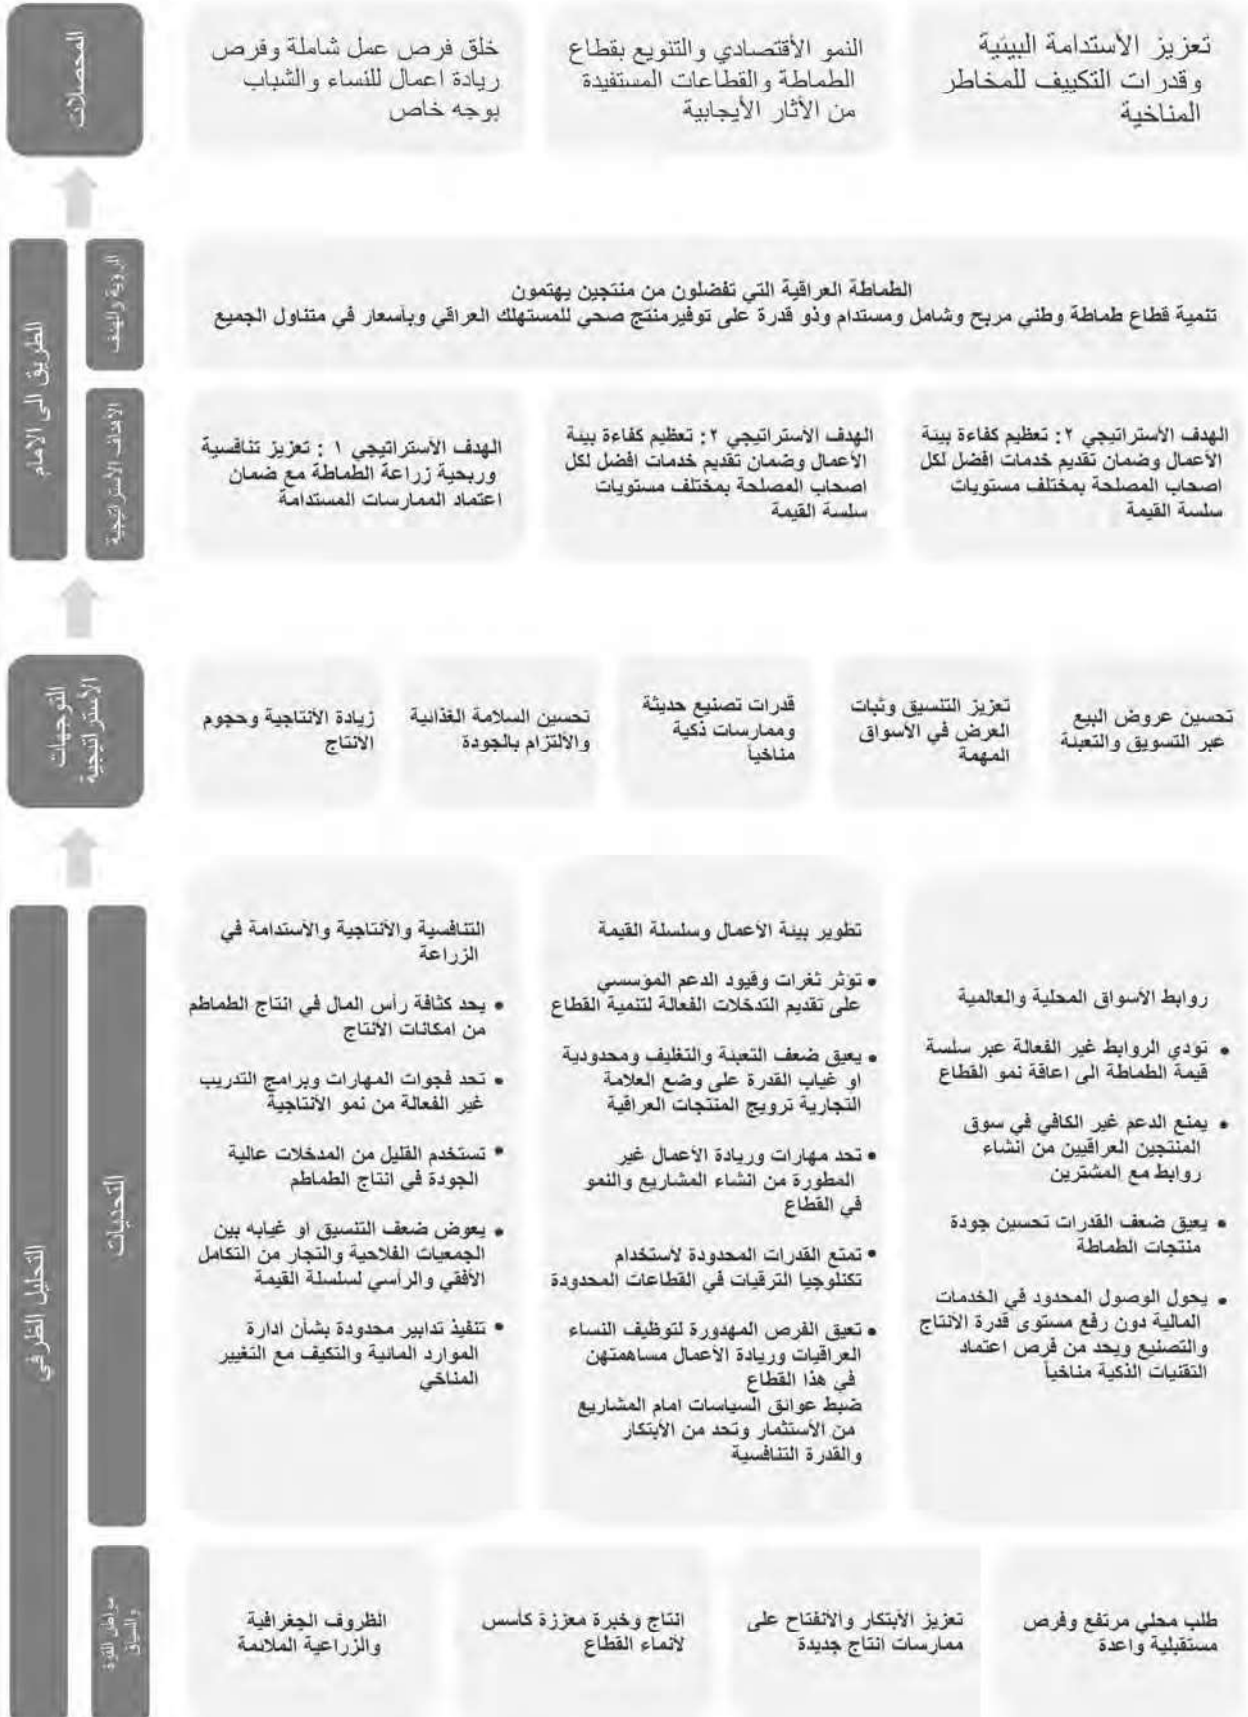 المحصلات
تعزيز الأستدامة البيئية
وقدرات التكييف للمخاطر
المناخية
النمو الأقتصادي والتنويع بقطاع
الطماطة والقطاعات المستفيدة
من الأثار الأيجابية
خلق فرص عمل شاملة وفرص
ريادة اعمال للنساء والشباب
بوجه خاص
الطريق الى الامام
الروية والهدف
الطماطة العراقية التي تفضلون من منتجين يهتمون
تنمية قطاع طماطة وطني مربح وشامل ومستدام وذو قدرة على توفيرمنتج صحي للمستهلك العراقي وبأسعار في متناول الجميع
الأهداف الأستراتيجية
الهدف الأستراتيجي ٢: تعظيم كفاءة بيئة
الأعمال وضمان تقديم خدمات افضل لكل
اصحاب المصلحة بمختلف مستويات
سلسة القيمة
الهدف الأستراتيجي ٢: تعظيم كفاءة بيئة
الأعمال وضمان تقديم خدمات افضل لكل
اصحاب المصلحة بمختلف مستويات
سلسة القيمة
الهدف الأستراتيجي ١ : تعزيز تنافسية
وربحية زراعة الطماطة مع ضمان
اعتماد الممارسات المستدامة
التوجهات
الأستراتيجية
تحسين عروض البيع
عبر التسويق والتعبئة
تعزيز التنسيق وثبات
العرض في الأسواق
المهمة
قدرات تصنيع حديثة
وممارسات ذكية
مناخياً
تحسين السلامة الغذائية
والألتزام بالجودة
زيادة الأنتاجية وحجوم
الأنتاج
التحليل الظرفي
التحديات
روابط الأسواق المحلية والعالمية
• تودي الروابط غير الفعالة عبر سلسة
قيمة الطماطة الى اعاقة نمو القطاع
• يمنع الدعم غير الكافي في سوق
المنتجين العراقيين من انشاء
روابط مع المشترين
• يعيق ضعف القدرات تحسين جودة
منتجات الطماطة
• يحول الوصول المحدود في الخدمات
المالية دون رفع مستوى قدرة الأنتاج
والتصنيع ويحد من فرص اعتماد
التقنيات الذكية مناخياً
تطوير بيئة الأعمال وسلسلة القيمة
• تؤثر ثغرات وقيود الدعم المؤسسي
على تقديم التدخلات الفعالة لتنمية القطاع
• يعيق ضعف التعبئة والتغليف ومحدودية
او غياب القدرة على وضع العلامة
التجارية ترويج المنتجات العراقية
• تحد مهارات وريادة الأعمال غير
المطورة من انشاء المشاريع والنمو
في القطاع
• تمتع القدرات المحدودة لأستخدام
تكنلوجيا الترقيات في القطاعات المحدودة
• تعيق الفرص المهدورة لتوظيف النساء
العراقيات وريادة الأعمال مساهمتهن
في هذا القطاع
ضبط عوائق السياسات امام المشاريع
من الأستثمار وتحد من الأبتكار
والقدرة التنافسية
التنافسية والأنتاجية والأستدامة في
الزراعة
• يحد كثافة رأس المال في انتاج الطماطم
من امكانات الأنتاج
• تحد فجوات المهارات وبرامج التدريب
غير الفعالة من نمو الأنتاجية
• تستخدم القليل من المدخلات عالية
الجودة في انتاج الطماطم
• يعوض ضعف التنسيق او غيابه بين
الجمعيات الفلاحية والتجار من التكامل
الأفقي والرأسي لسلسلة القيمة
• تنفيذ تدابير محدودة بشأن ادارة
الموارد المائية والتكيف مع التغيير
المناخي
مواطن القوة
والسياق
طلب محلي مرتفع وفرص
مستقبلية واعدة
تعزيز الأبتكار والأنفتاح على
ممارسات انتاج جديدة
انتاج وخبرة معززة كأسس
لأنماء القطاع
الظروف الجغرافية
والزراعية الملائمة